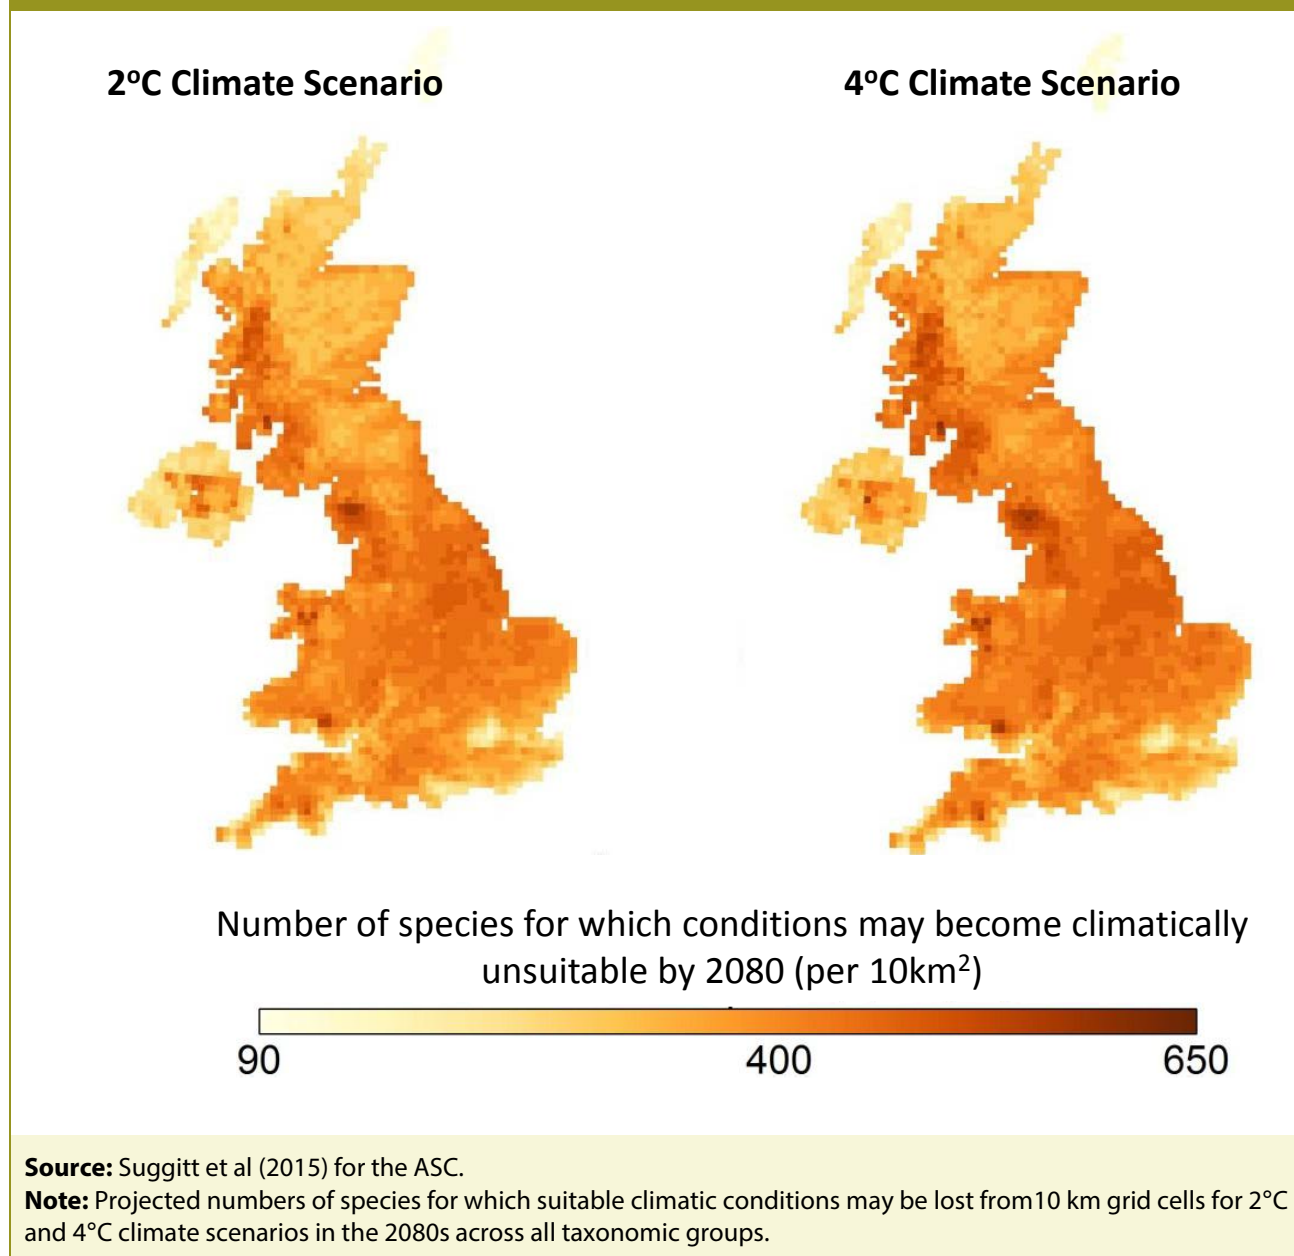 2°C Climate Scenario
4°C Climate Scenario
Number of species for which conditions may become climatically
unsuitable by 2080 (per 10km²)
90 400 650
Source: Suggitt et al (2015) for the ASC.
Note: Projected numbers of species for which suitable climatic conditions may be lost from10 km grid cells for 2°C
and 4°C climate scenarios in the 2080s across all taxonomic groups.